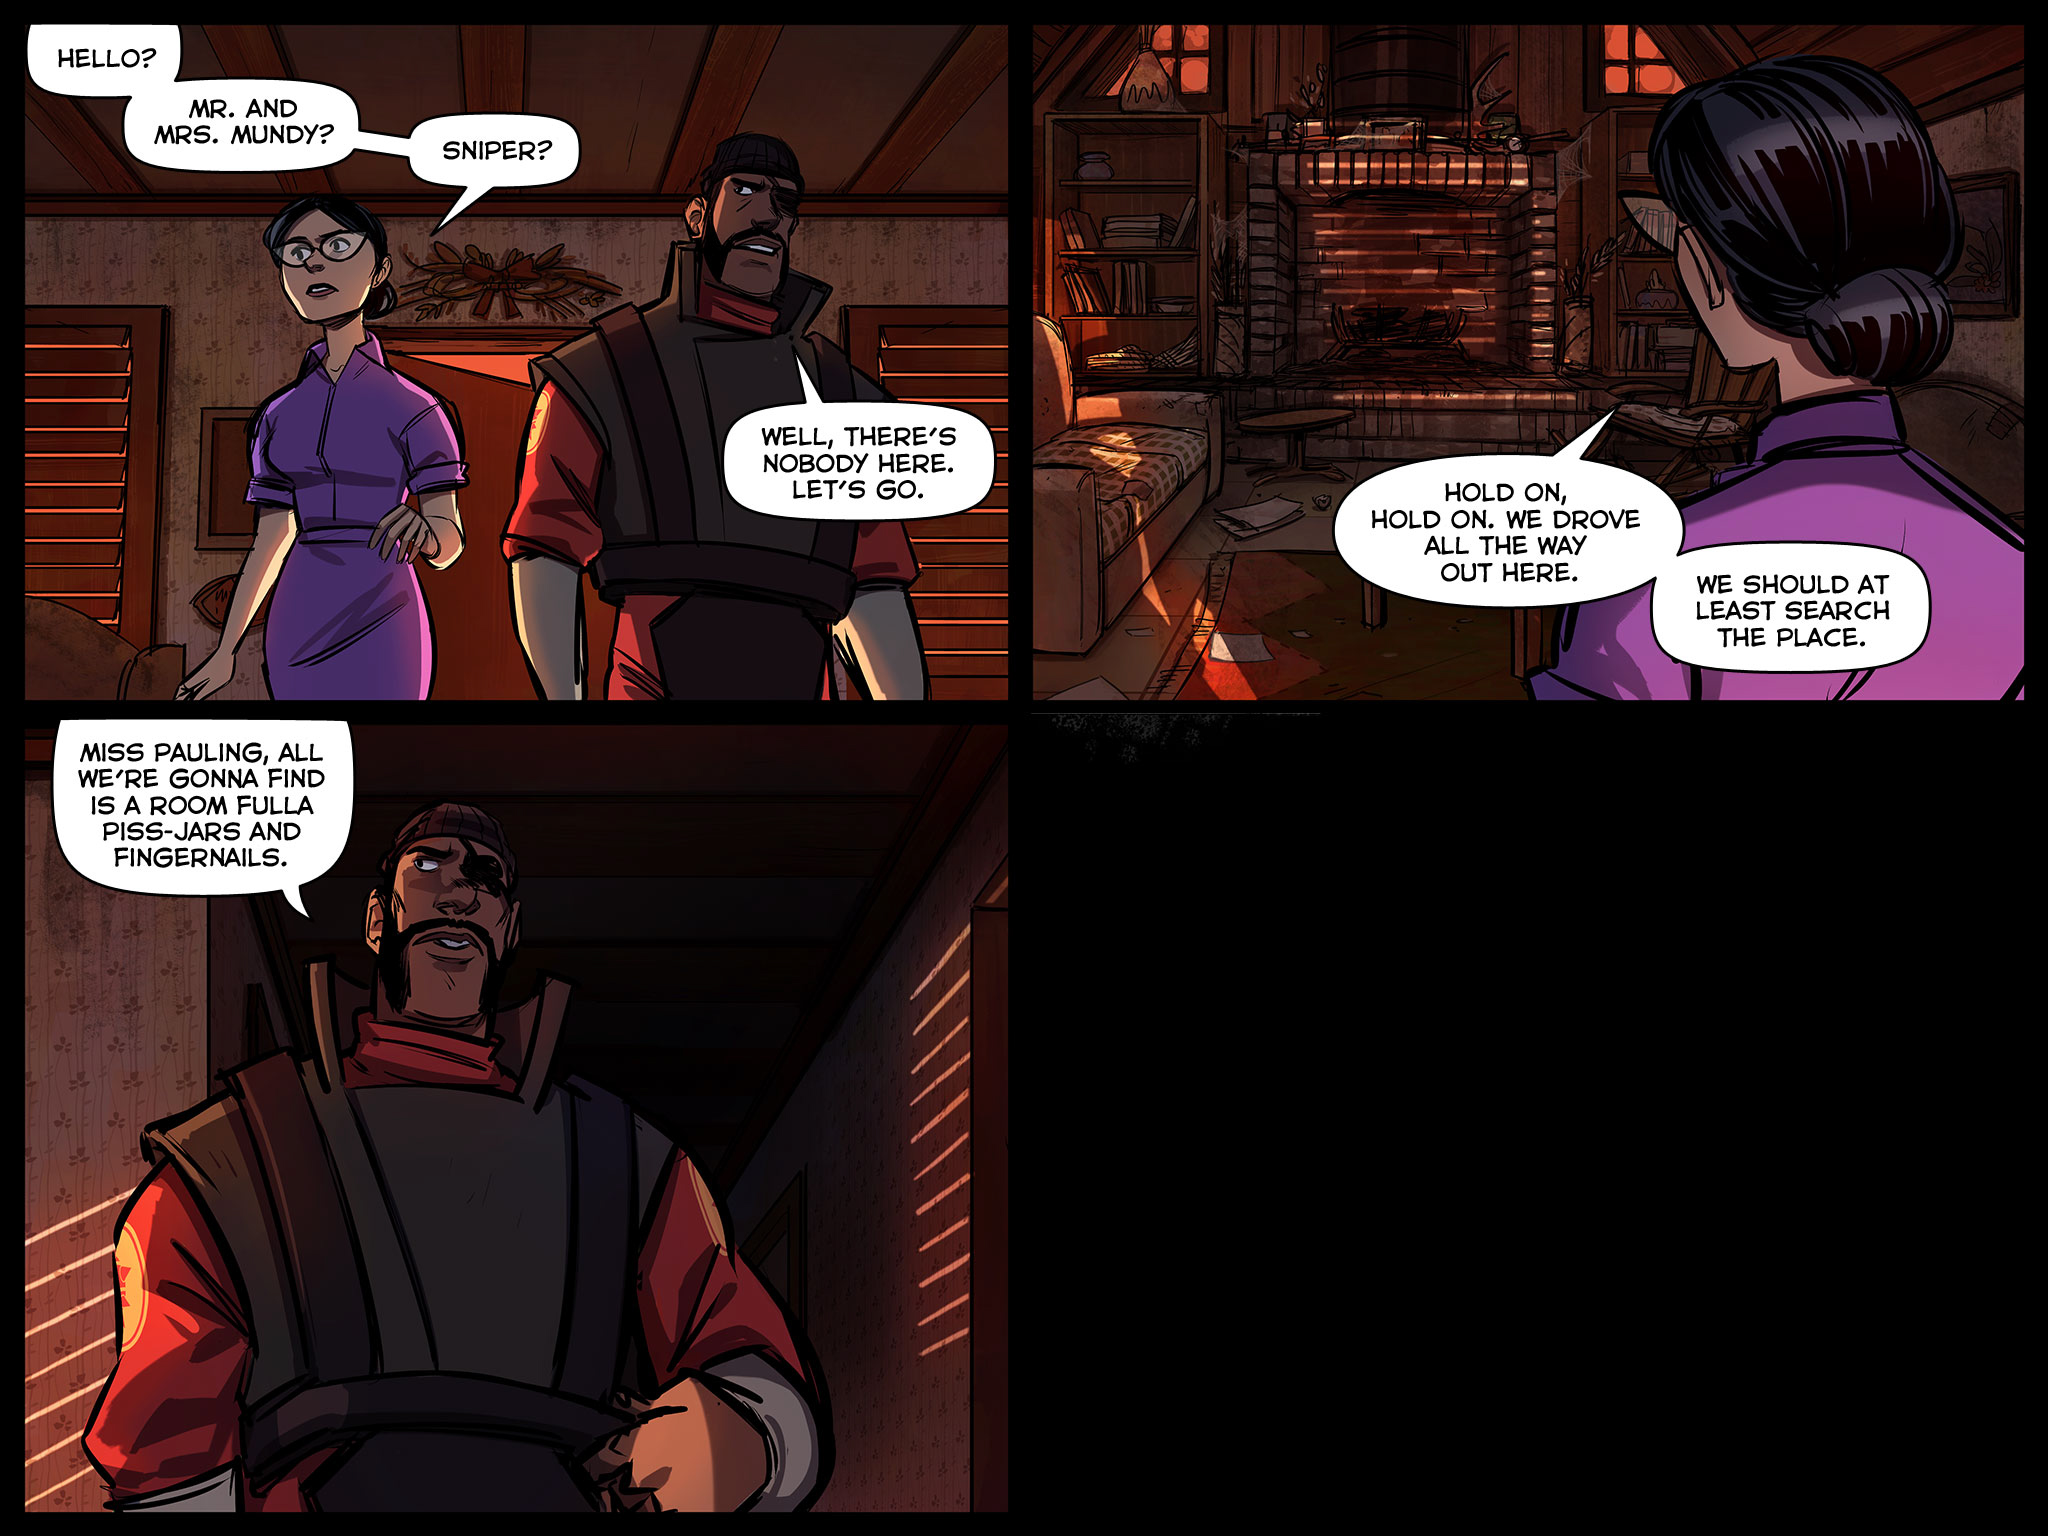 HELLO?
MR. AND
MRS. MUNDY?
SNIPER?
WELL, THERE'S
NOBODY HERE.
LET'S GO.
HOLD ON,
HOLD ON. WE DROVE
ALL THE WAY
OUT HERE.
WE SHOULD AT
LEAST SEARCH
THE PLACE.
MISS PAULING, ALL
WE'RE GONNA FIND
IS A ROOM FULLA
PISS-JARS AND
FINGERNAILS.